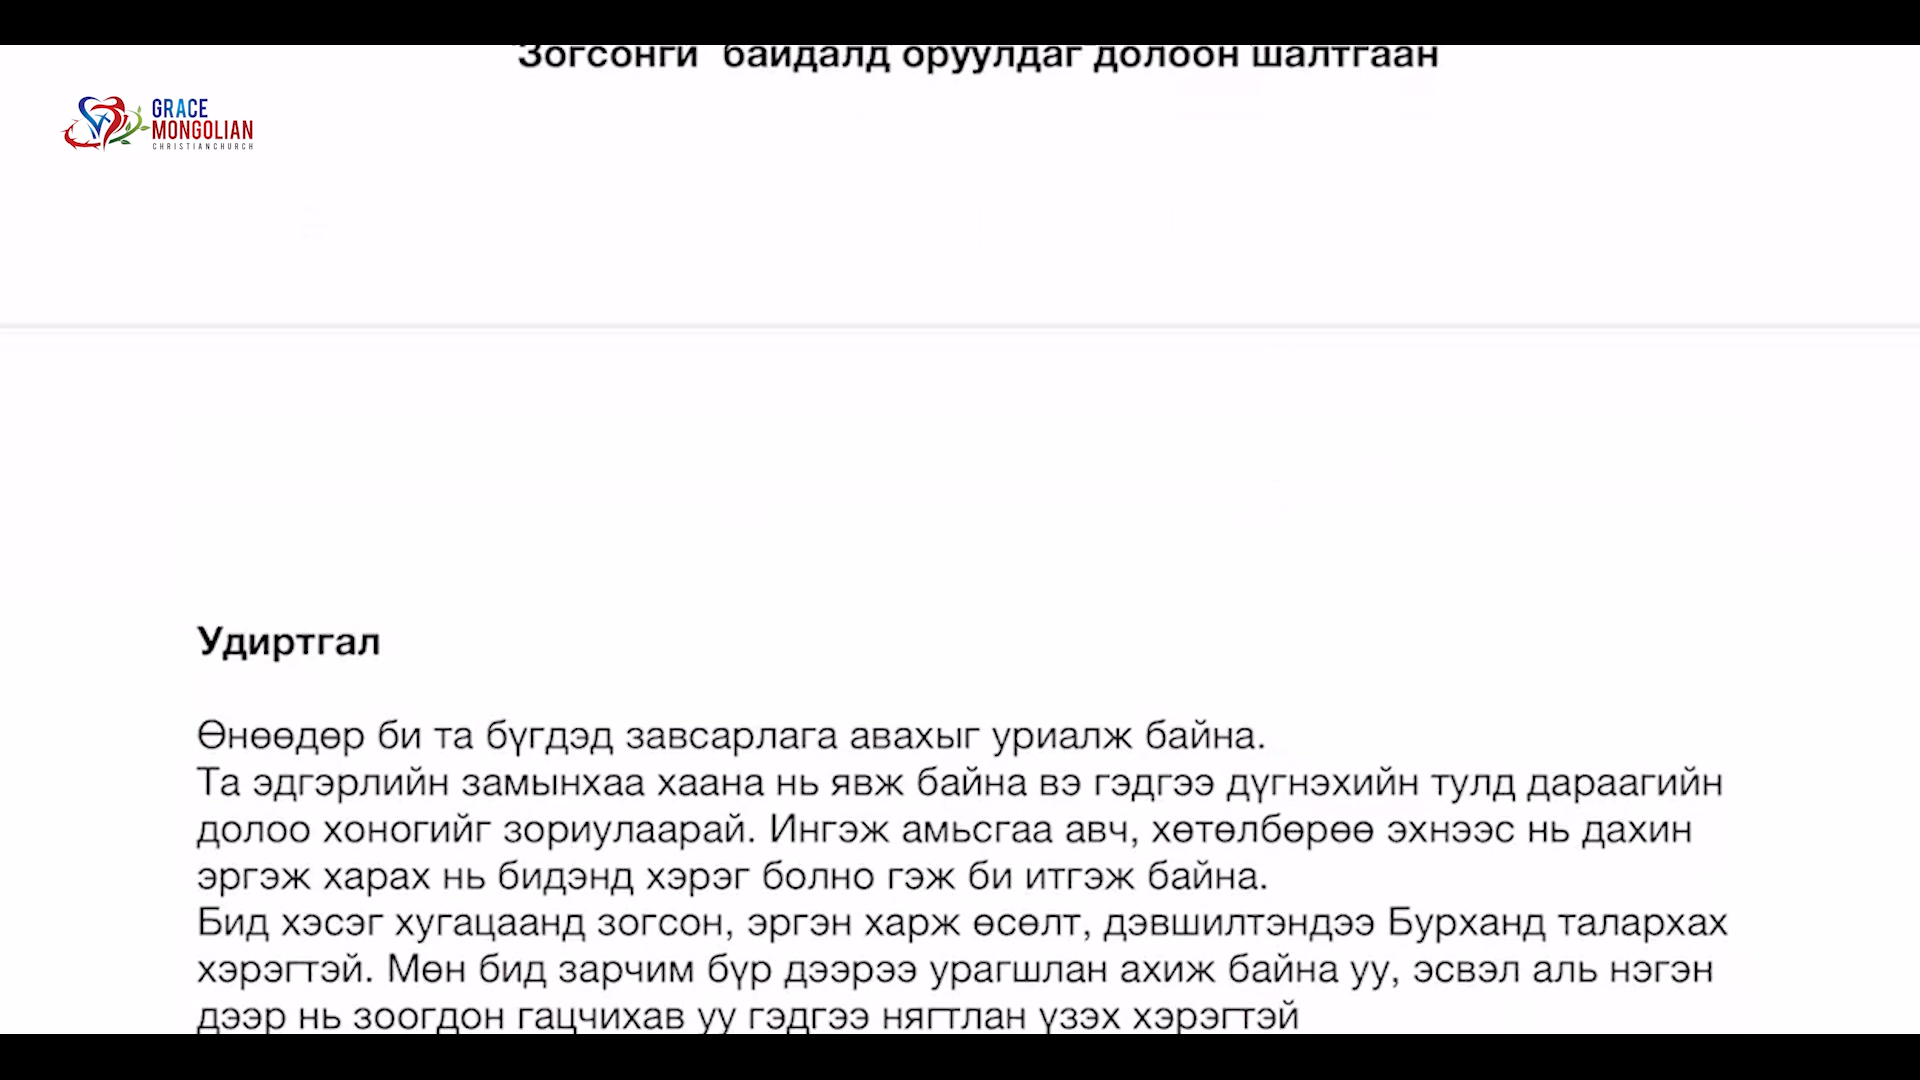 "Зогсонги" байдалд оруулдаг долоон шалтгаан
GRACE
MONGOLIAN
CHRISTIANCHURCH
Удиртгал
Өнөөдөр би та бүгдэд завсарлага авахыг уриалж байна.
Та эдгэрлийн замынхаа хаана нь явж байна вэ гэдгээ дүгнэхийн тулд дараагийн
долоо хоногийг зориулаарай. Ингэж амьсгаа авч, хөтөлбөрөө эхнээс нь дахин
эргэж харах нь бидэнд хэрэг болно гэж би итгэж байна.
Бид хэсэг хугацаанд зогсон, эргэн харж өсөлт, дэвшилтэндээ Бурханд талархах
хэрэгтэй. Мөн бид зарчим бүр дээрээ урагшлан ахиж байна уу, эсвэл аль нэгэн
дээр нь зоогдон гацчихав уу гэдгээ нягтлан үзэх хэрэгтэй